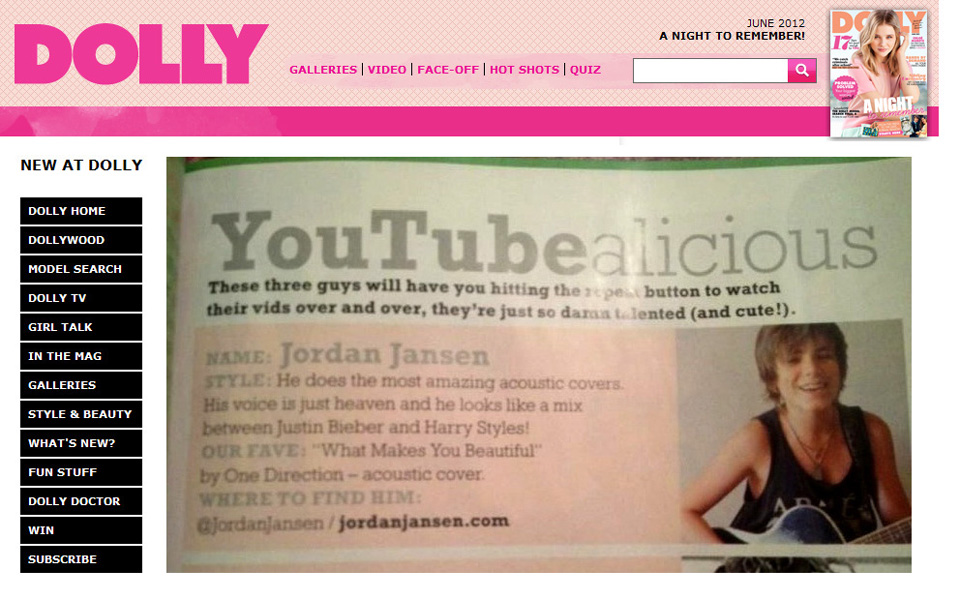 DOLLY
JUNE 2012
A NIGHT TO REMEMBER!
GALLERIES | VIDEO | FACE-OFF | HOT SHOTS | QUIZ
DOLLY
17
A NIGHT
to remember
NEW AT DOLLY
DOLLY HOME
DOLLYWOOD
MODEL SEARCH
DOLLY TV
GIRL TALK
IN THE MAG
GALLERIES
STYLE & BEAUTY
WHAT'S NEW?
FUN STUFF
DOLLY DOCTOR
WIN
SUBSCRIBE
YouTubealicious
These three guys will have you hitting the repeat button to watch
their vids over and over, they're just so damn talented (and cute!).
NAME: Jordan Jansen
STYLE: He does the most amazing acoustic covers.
His voice is just heaven and he looks like a mix
between Justin Bieber and Harry Styles!
OUR FAVE: "What Makes You Beautiful"
by One Direction – acoustic cover.
WHERE TO FIND HIM:
@JordanJansen / jordanjansen.com